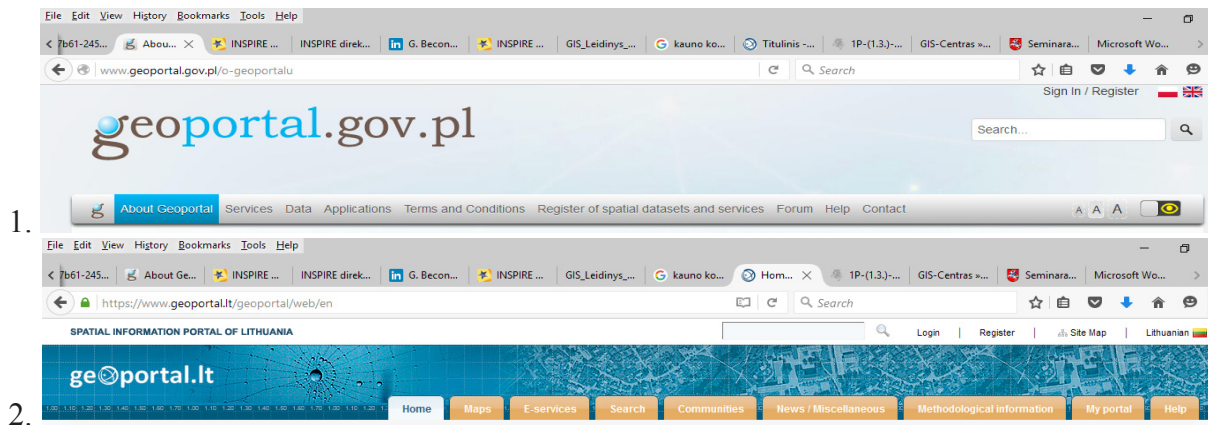 File Edit View History Bookmarks Tools Help
7b61-245... Abou... INSPIRE ... INSPIRE direk... G. Becon... INSPIRE ... GIS_Leidinys_... kauno ko... Titulinis -... 1P-(1.3.)-... GIS-Centras »... Seminara... Microsoft Wo...
www.geoportal.gov.pl/o-geoportalu Search
Sign In / Register
geoportal.gov.pl
Search...
1.
About Geoportal Services Data Applications Terms and Conditions Register of spatial datasets and services Forum Help Contact A A A
File Edit View History Bookmarks Tools Help
7b61-245... About Ge... INSPIRE ... INSPIRE direk... G. Becon... INSPIRE ... GIS_Leidinys_... kauno ko... Hom... 1P-(1.3.)-... GIS-Centras »... Seminara... Microsoft Wo...
https://www.geoportal.lt/geoportal/web/en Search
SPATIAL INFORMATION PORTAL OF LITHUANIA Login | Register | Site Map | Lithuanian
geoportal.lt
2.
Home Maps E-services Search Communities News / Miscellaneous Methodological information My portal Help